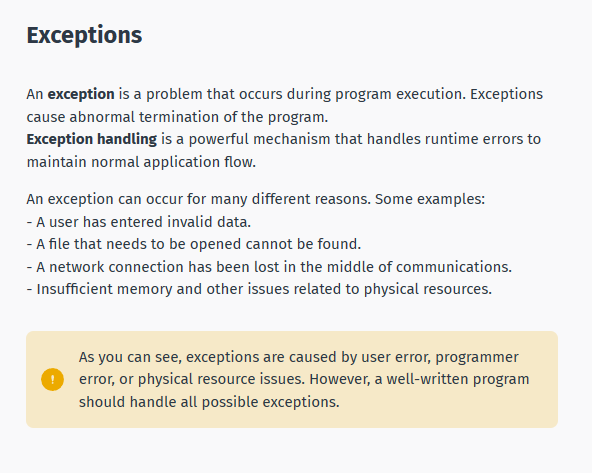 Exceptions
An exception is a problem that occurs during program execution. Exceptions
cause abnormal termination of the program.
Exception handling is a powerful mechanism that handles runtime errors to
maintain normal application flow.
An exception can occur for many different reasons. Some examples:
- A user has entered invalid data.
- A file that needs to be opened cannot be found.
- A network connection has been lost in the middle of communications.
- Insufficient memory and other issues related to physical resources.
As you can see, exceptions are caused by user error, programmer
error, or physical resource issues. However, a well-written program
should handle all possible exceptions.